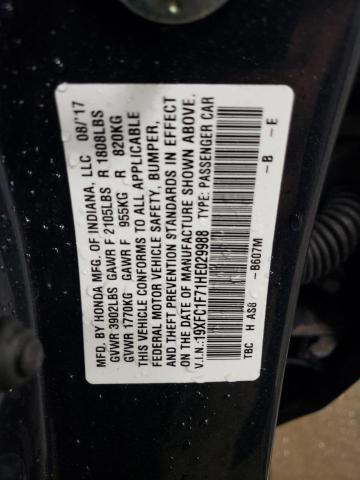 MFD. BY HONDA MFG. OF INDIANA, LLC 08/'17
GVWR 3902LBS GAWR F 2105LBS R 1808LBS
GVWR 1770KG GAWR F 955KG R 820KG
THIS VEHICLE CONFORMS TO ALL APPLICABLE
FEDERAL MOTOR VEHICLE SAFETY, BUMPER,
AND THEFT PREVENTION STANDARDS IN EFFECT
ON THE DATE OF MANUFACTURE SHOWN ABOVE.
V.I.N.:19XFC1F71HE029988 TYPE: PASSENGER CAR
TBC H AS8 - B607M - B - E